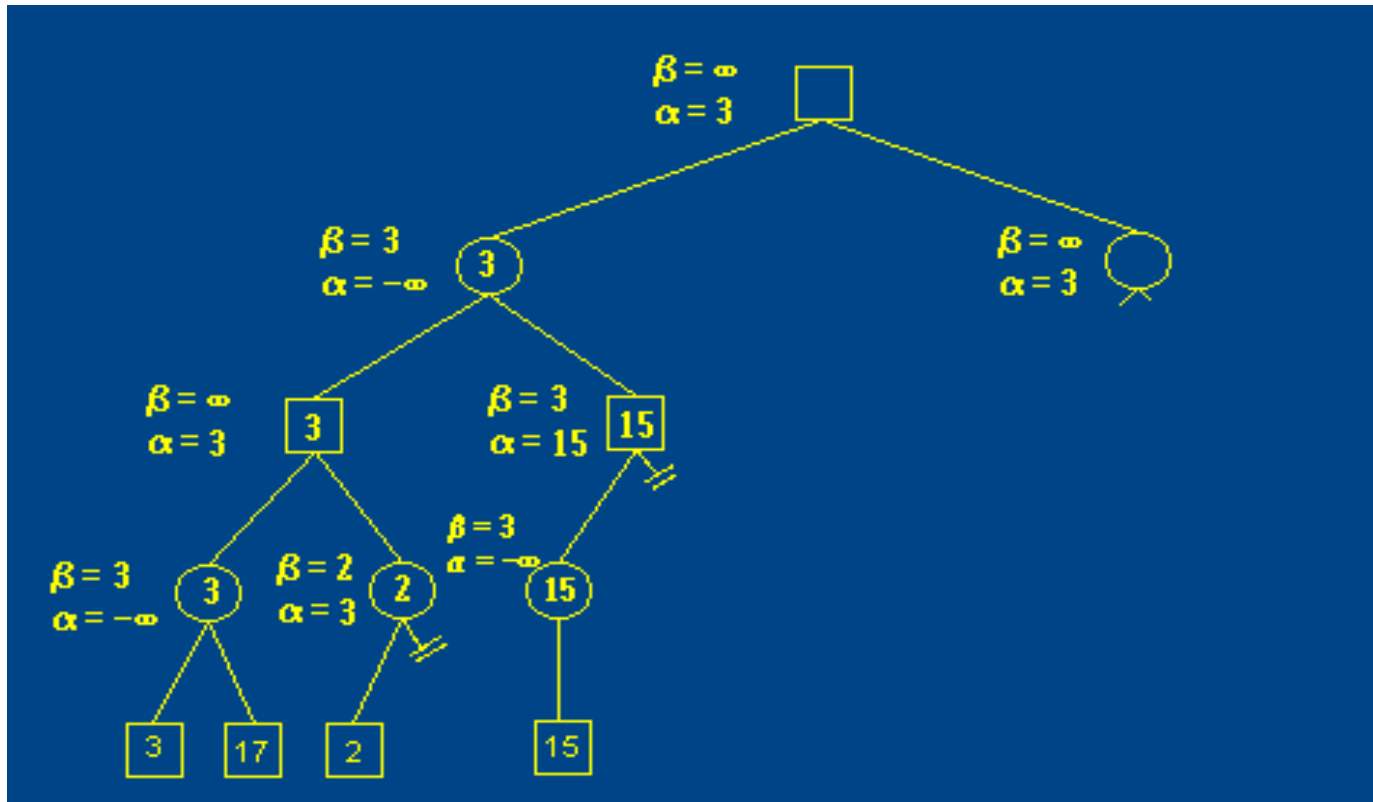 β = ∞
α = 3
β = 3
α = −∞
3
β = ∞
α = 3
β = ∞
α = 3
3
β = 3
α = 15
15
β = 3
α = −∞
3
β = 2
α = 3
2
β = 3
α = −∞
15
3
17
2
15